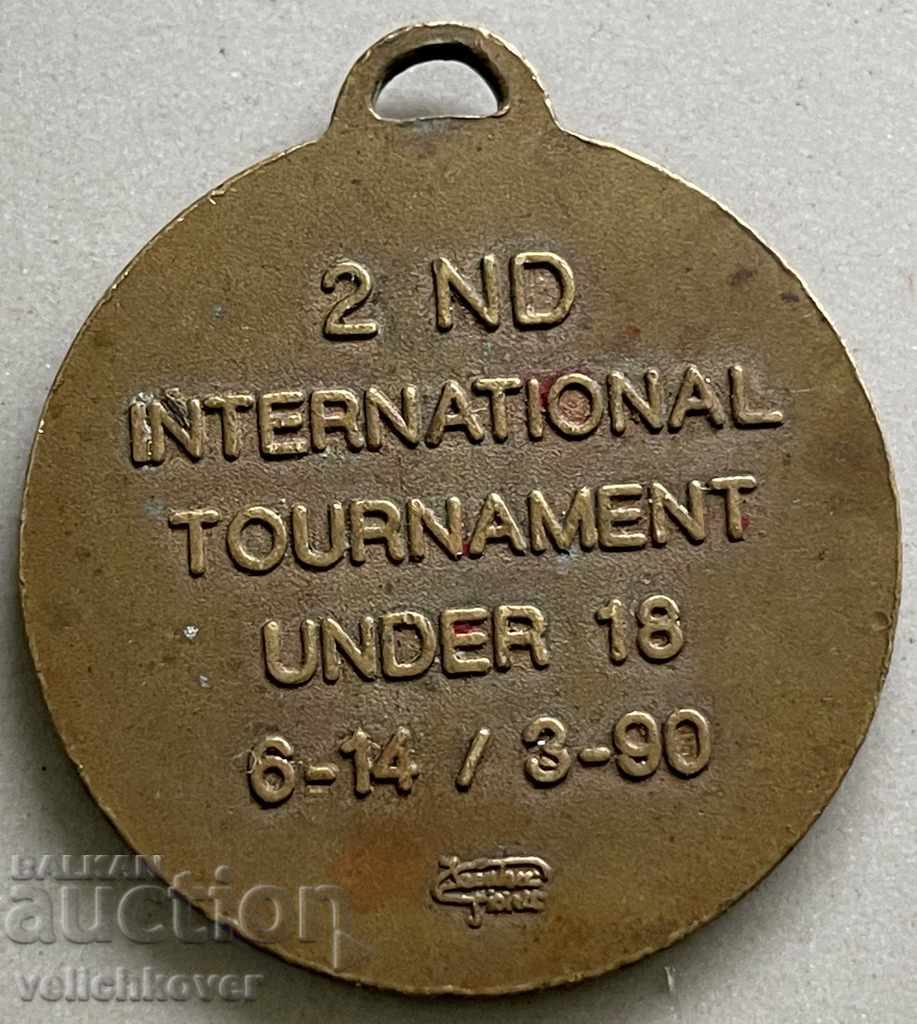 2 ND
INTERNATIONAL
TOURNAMENT
UNDER 18
6-14 / 3-90
BALKAN
auction
velichkover